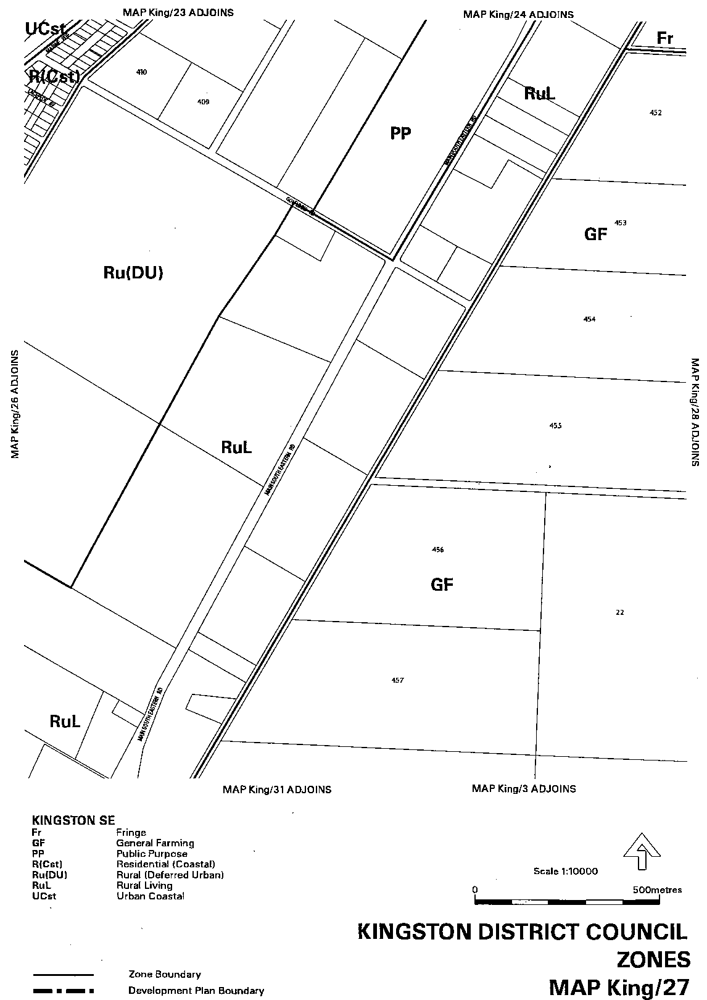 MAP King/23 ADJOINS
MAP King/24 ADJOINS
UCst
Fr
R(Cst)
410
409
RuL
452
PP
MAIN SOUTH EASTERN RD
453
GF
Ru(DU)
454
MAP King/26 ADJOINS
MAP King/28 ADJOINS
455
RuL
MAIN SOUTH EASTERN RD
456
GF
22
457
MAIN SOUTH EASTERN RD
RuL
MAP King/31 ADJOINS
MAP King/3 ADJOINS
KINGSTON SE
Fr Fringe
GF General Farming
PP Public Purpose
R(Cst) Residential (Coastal)
Ru(DU) Rural (Deferred Urban)
RuL Rural Living
UCst Urban Coastal
Scale 1:10000
0 500metres
KINGSTON DISTRICT COUNCIL
ZONES
MAP King/27
Zone Boundary
Development Plan Boundary